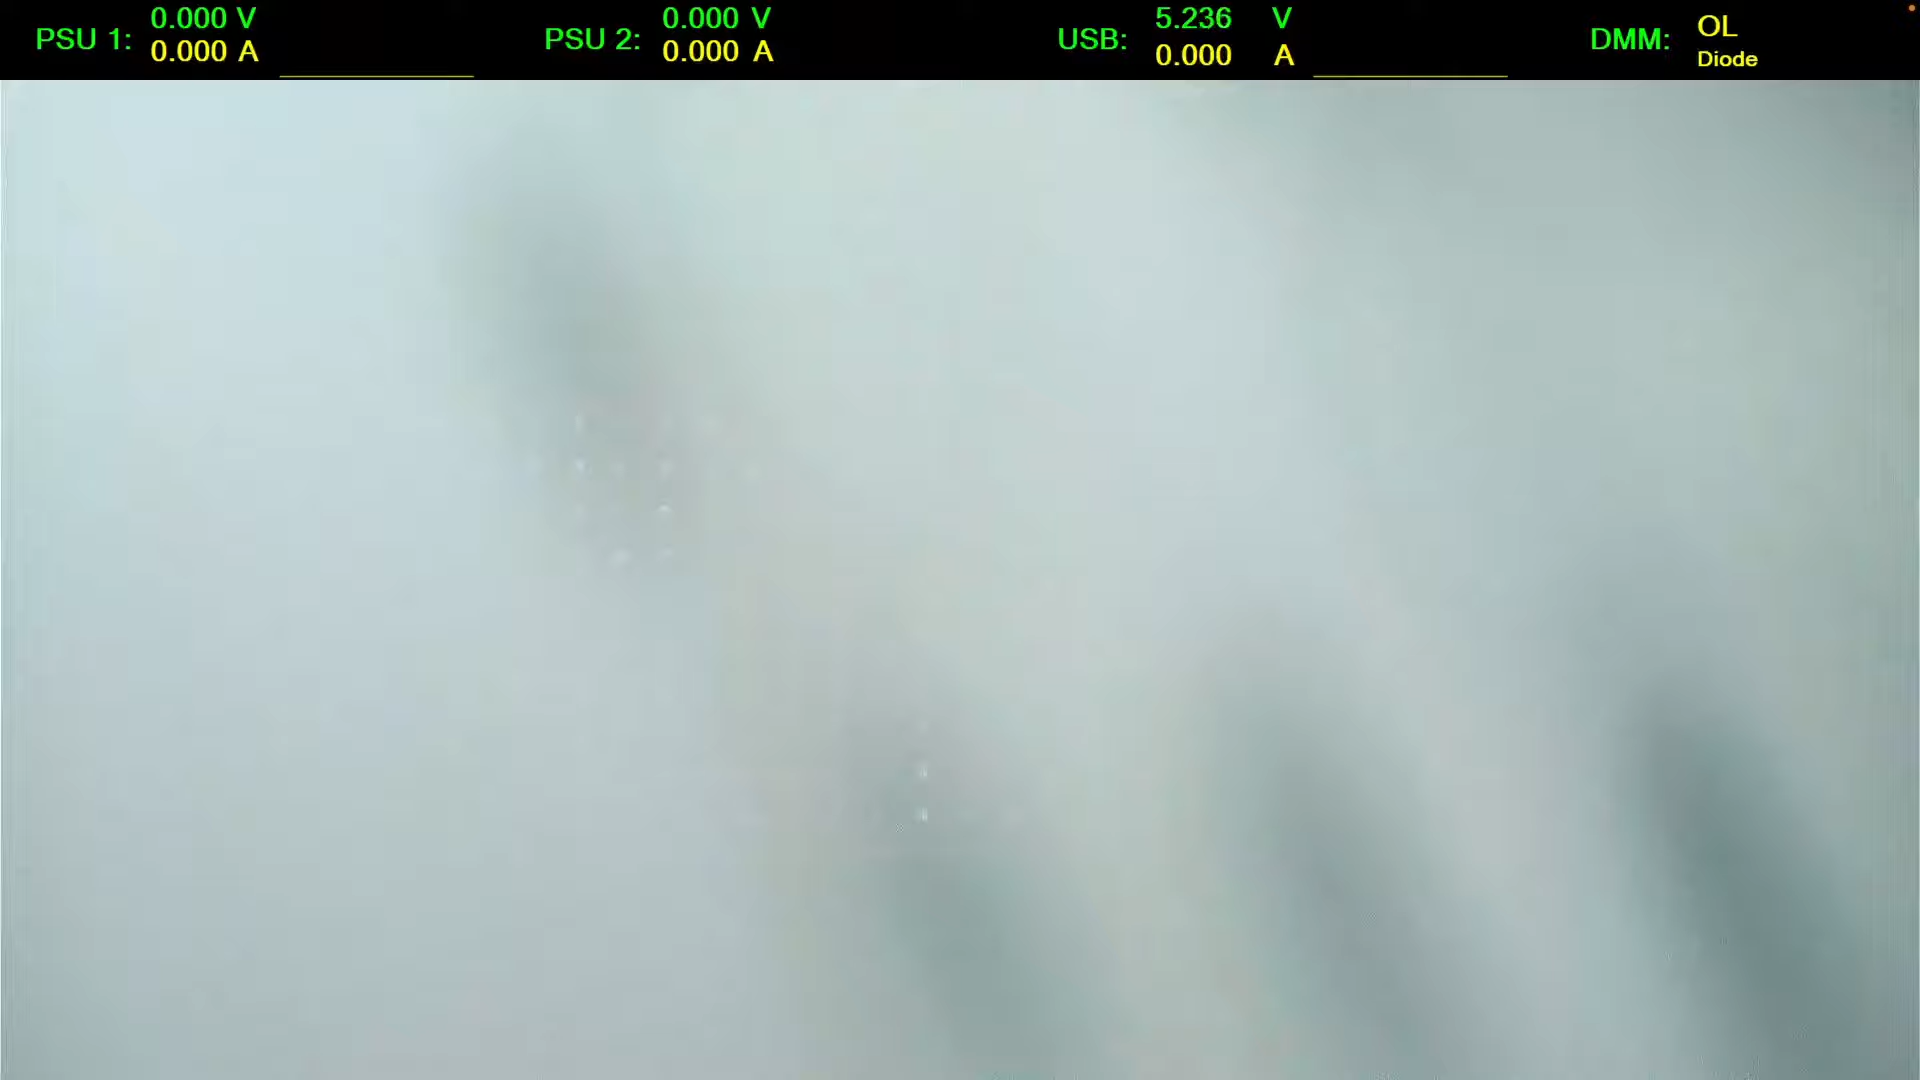 PSU 1: 0.000 V
0.000 A
PSU 2: 0.000 V
0.000 A
USB: 5.236 V
0.000 A
DMM: OL
Diode